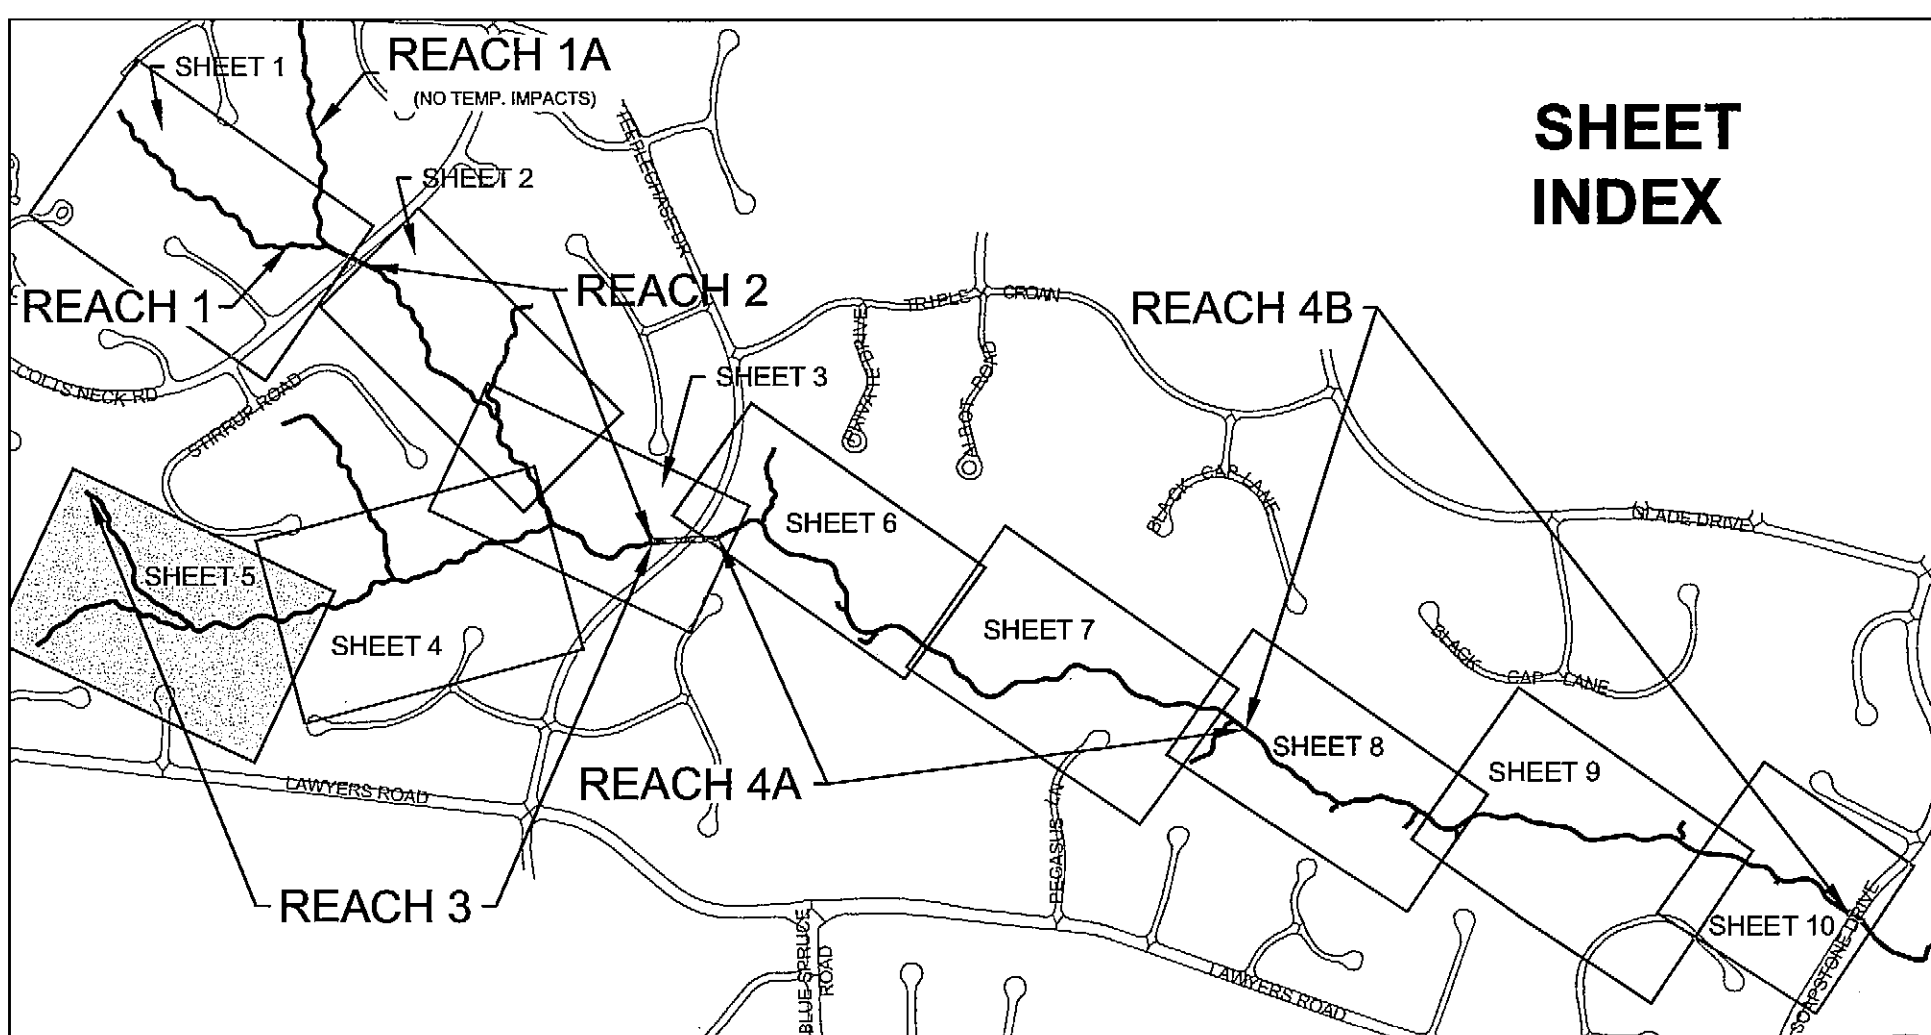 REACH 1A
(NO TEMP. IMPACTS)
SHEET 1
SHEET
INDEX
SHEET 2
REACH 1
REACH 2
TRIPLE CROWN
REACH 4B
SHEET 3
PRIVATE DRIVE
COLTS NECK RD
STIRRUP ROAD
BLACK CAP LANE
SHEET 6
GLADE DRIVE
SHEET 5
SHEET 4
SHEET 7
BLACK CAP LANE
SHEET 8
SHEET 9
REACH 4A
LAWYERS ROAD
PEGASUS LN
REACH 3
SHEET 10
BLUE SPRUCE
ROAD
LAWYERS ROAD
SOAPSTONE DRIVE